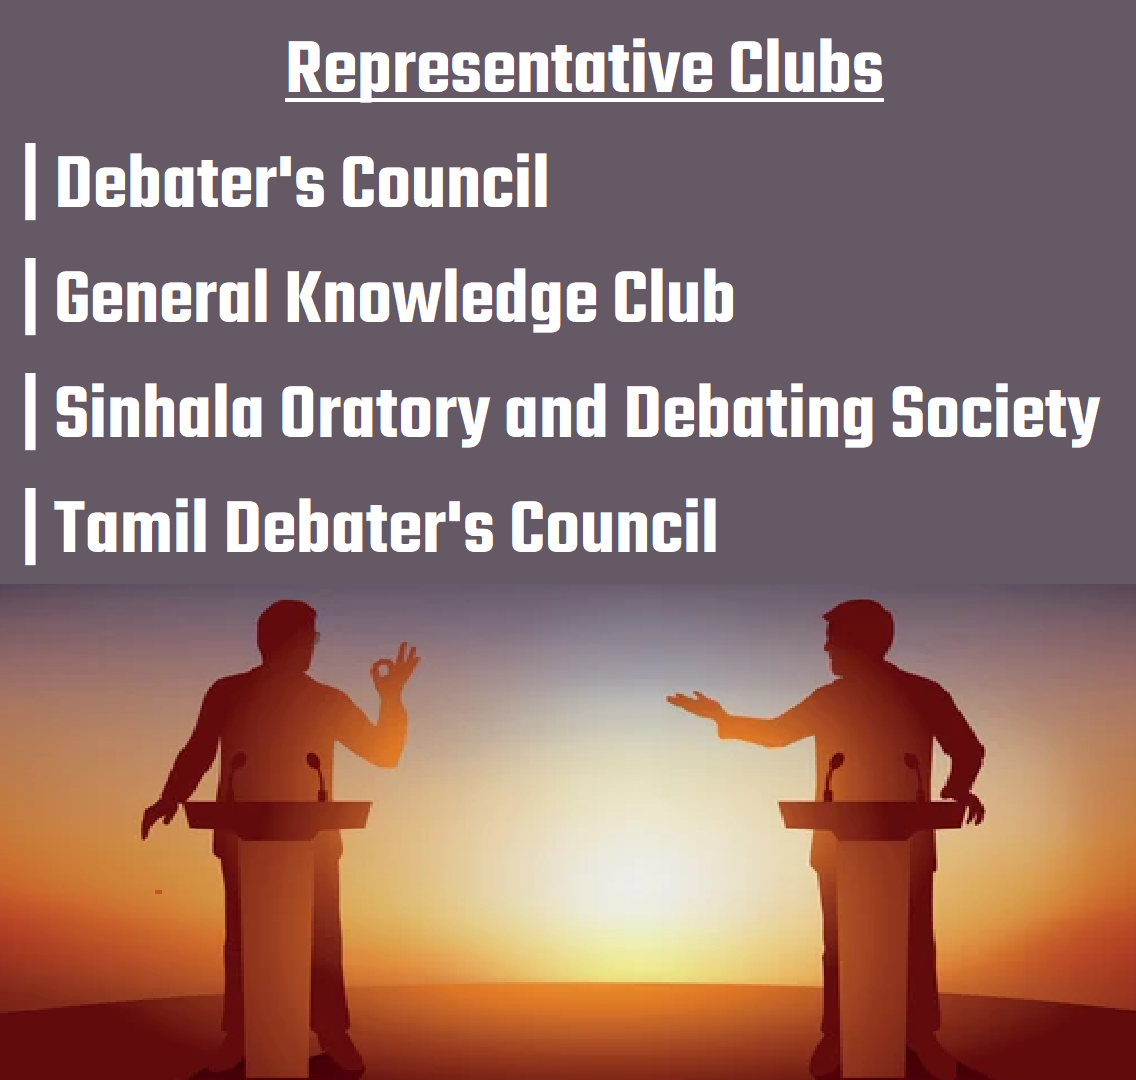 Representative Clubs
| Debater's Council
| General Knowledge Club
| Sinhala Oratory and Debating Society
| Tamil Debater's Council